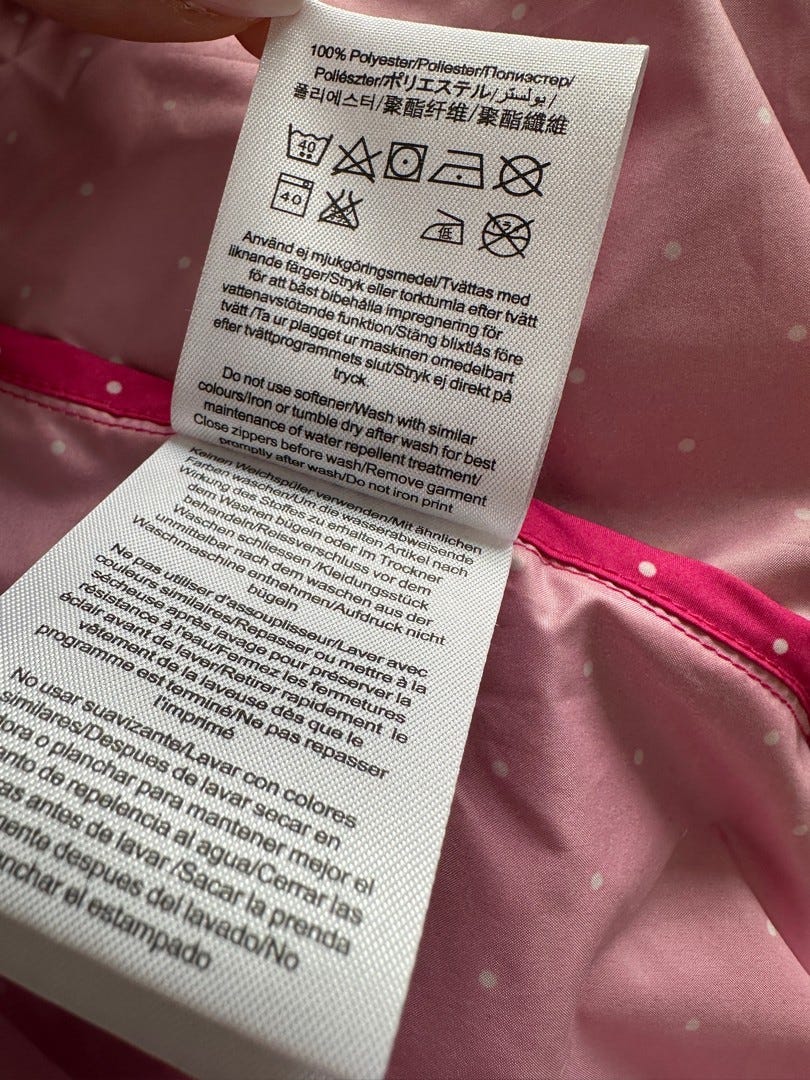 100% Polyester/Poliester/Полиэстер/
Poliészter/ポリエステル/بولستر/
폴리에스터/聚酯纤维/聚酯纖維
40
40 低
Använd ej mjukgöringsmedel/Tvättas med
liknande färger/Stryk eller torktumla efter tvätt
för att båst bibehålla impregnering för
vattenavstötande funktion/Stäng blixtlås före
tvätt /Ta ur plagget ur maskinen omedelbart
efter tvättprogrammets slut/Stryk ej direkt på
tryck.
Do not use softener/Wash with similar
colours/Iron or tumble dry after wash for best
maintenance of water repellent treatment/
Close zippers before wash/Remove garment
promptly after wash/Do not iron print
Keinen Weichspüler verwenden/Mit ähnlichen
farben waschen/Um die wasserabweisende
Wirkung des Stoffes zu erhalten Artikel nach
dem Washen bügeln oder im Trockner
behandeln/Reissverschluss vor dem
Waschen schliessen /Kleidungsstück
unmittelbar nach dem waschen aus der
Waschmaschine entnehmen/Aufdruck nicht
bügeln
Ne pas utiliser d'assouplisseur/Laver avec
couleurs similaires/Repasser ou mettre à la
sécheuse après lavage pour préserver la
résistance à l'eau/Fermez les fermetures
éclair avant de laver/Retirer rapidement le
vêtement de la laveuse dès que le
programme est terminé/Ne pas repasser
l'imprimé
No usar suavizante/Lavar con colores
similares/Despues de lavar secar en
ora o planchar para mantener mejor el
nto de repelencia al agua/Cerrar las
as antes de lavar /Sacar la prenda
ente despues del lavado/No
nchar el estampado